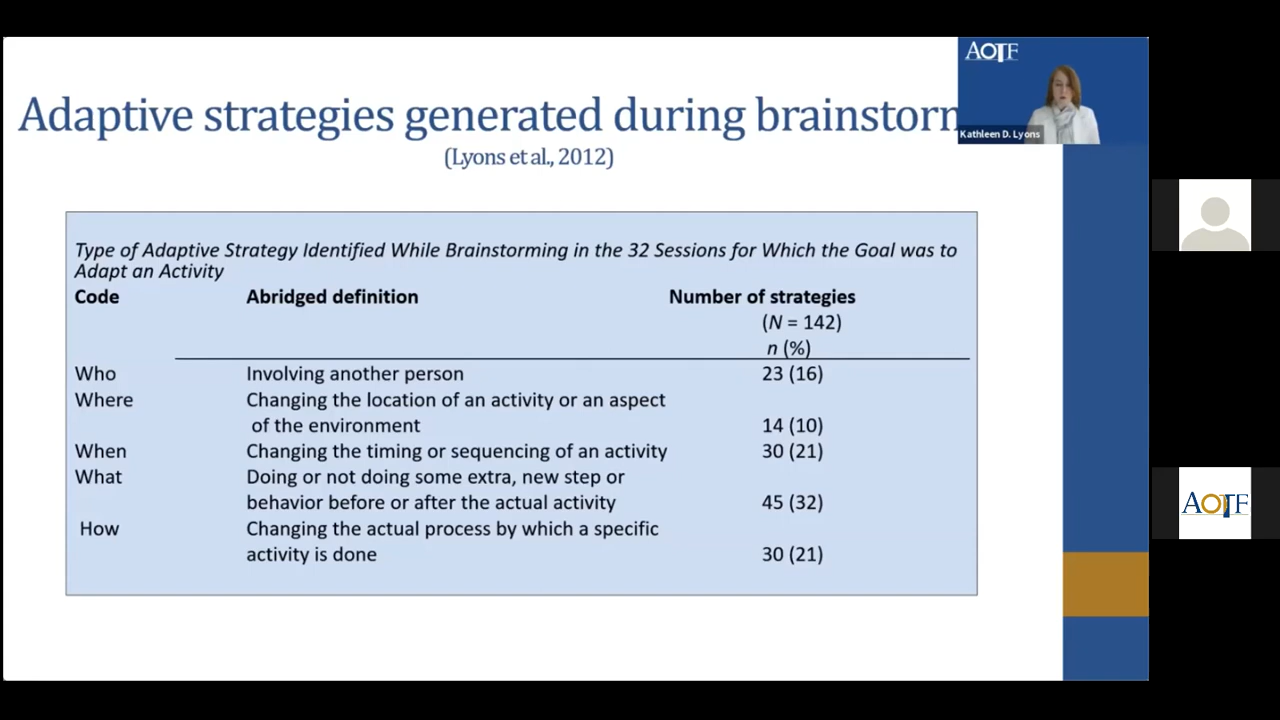 Adaptive strategies generated during brainstorm
(Lyons et al., 2012)
AOTF
Kathleen D. Lyons
Type of Adaptive Strategy Identified While Brainstorming in the 32 Sessions for Which the Goal was to
Adapt an Activity
Code Abridged definition Number of strategies
(N = 142)
n (%)
Who Involving another person 23 (16)
Where Changing the location of an activity or an aspect
of the environment 14 (10)
When Changing the timing or sequencing of an activity 30 (21)
What Doing or not doing some extra, new step or
behavior before or after the actual activity 45 (32)
How Changing the actual process by which a specific
activity is done 30 (21)
AOTF